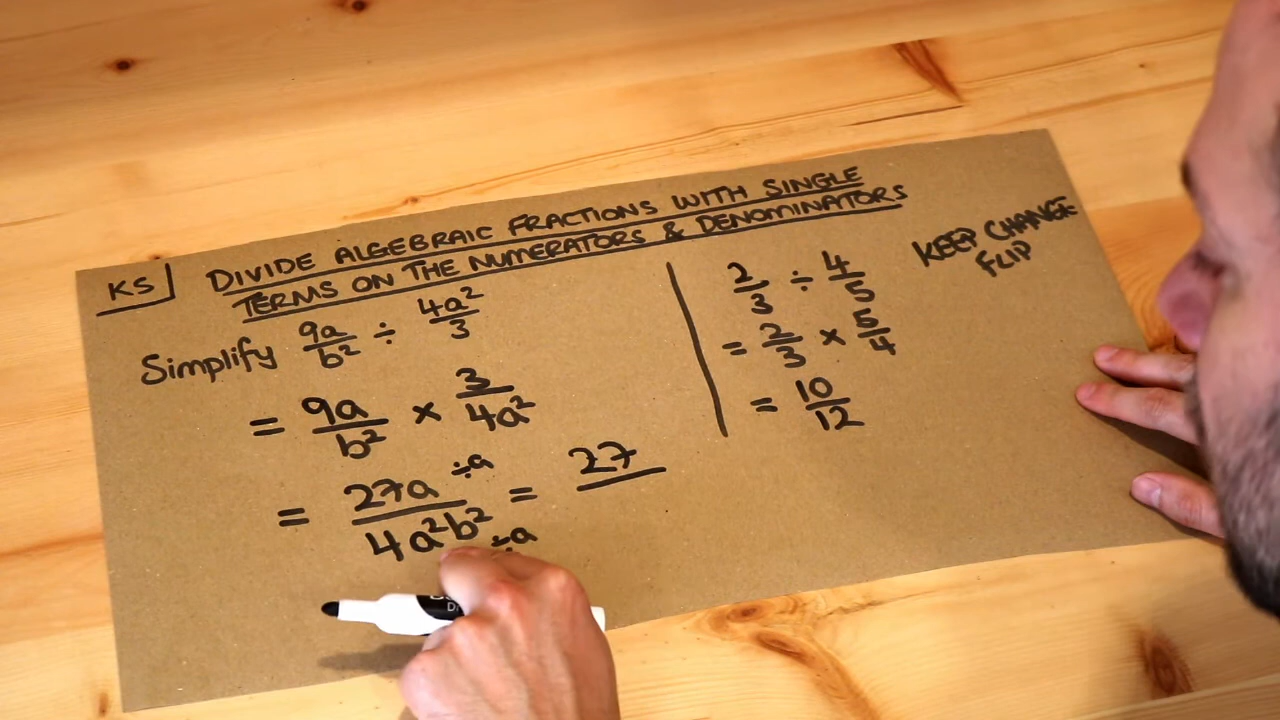 KS DIVIDE ALGEBRAIC FRACTIONS WITH SINGLE
TERMS ON THE NUMERATORS & DENOMINATORS
Simplify 9a/b² ÷ 4a²/3
= 9a/b² × 3/4a²
= 27a ÷a/4a²b² ÷a = 27/
2/3 ÷ 4/5
= 2/3 × 5/4
= 10/12
KEEP CHANGE
FLIP